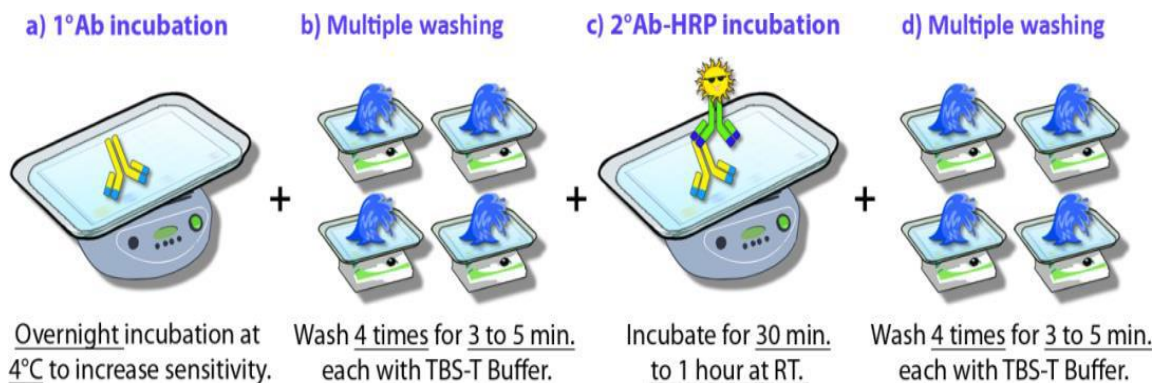 a) 1°Ab incubation
b) Multiple washing
c) 2°Ab-HRP incubation
d) Multiple washing
+
+
+
Overnight incubation at
4°C to increase sensitivity.
Wash 4 times for 3 to 5 min.
each with TBS-T Buffer.
Incubate for 30 min.
to 1 hour at RT.
Wash 4 times for 3 to 5 min.
each with TBS-T Buffer.